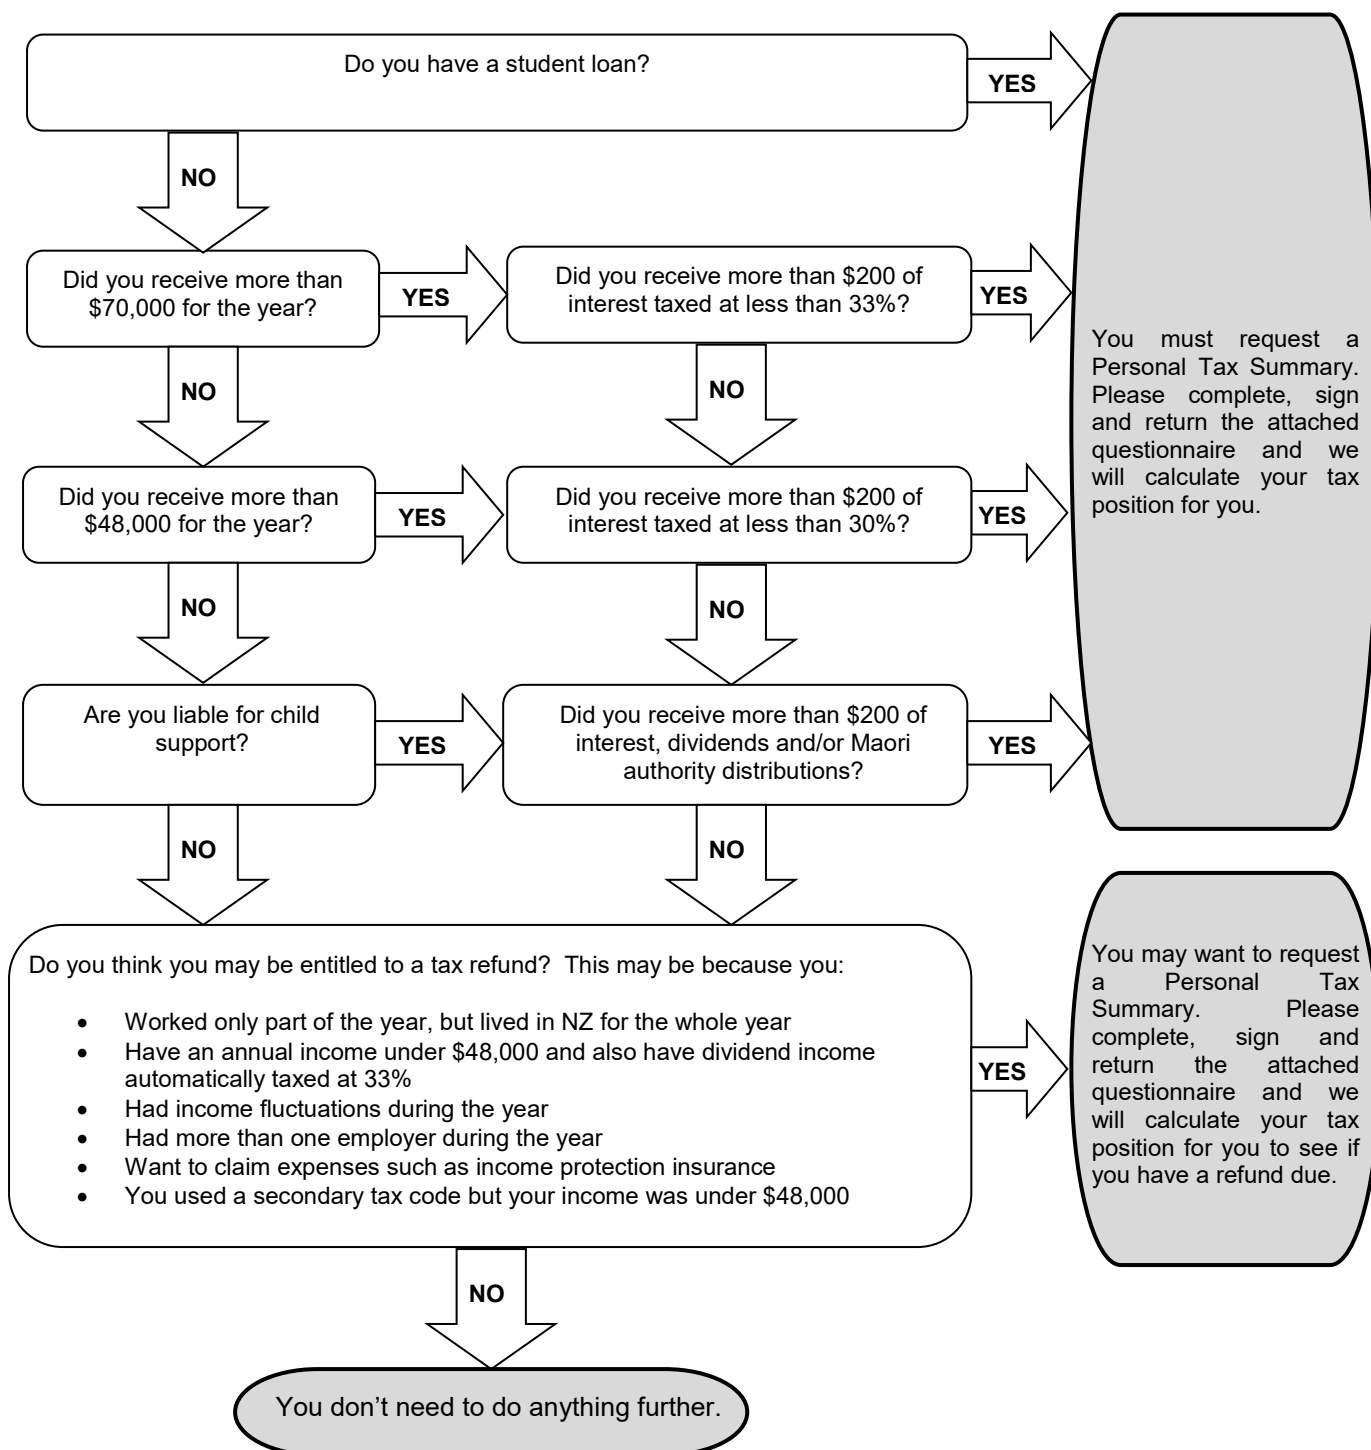 Do you have a student loan?
YES
NO
Did you receive more than
$70,000 for the year?
YES
Did you receive more than $200 of
interest taxed at less than 33%?
YES
NO
NO
Did you receive more than
$48,000 for the year?
YES
Did you receive more than $200 of
interest taxed at less than 30%?
YES
NO
NO
Are you liable for child
support?
YES
Did you receive more than $200 of
interest, dividends and/or Maori
authority distributions?
YES
NO
NO
You must request a
Personal Tax Summary.
Please complete, sign
and return the attached
questionnaire and we
will calculate your tax
position for you.
Do you think you may be entitled to a tax refund? This may be because you:
• Worked only part of the year, but lived in NZ for the whole year
• Have an annual income under $48,000 and also have dividend income
automatically taxed at 33%
• Had income fluctuations during the year
• Had more than one employer during the year
• Want to claim expenses such as income protection insurance
• You used a secondary tax code but your income was under $48,000
YES
You may want to request
a Personal Tax
Summary. Please
complete, sign and
return the attached
questionnaire and we
will calculate your tax
position for you to see if
you have a refund due.
NO
You don't need to do anything further.